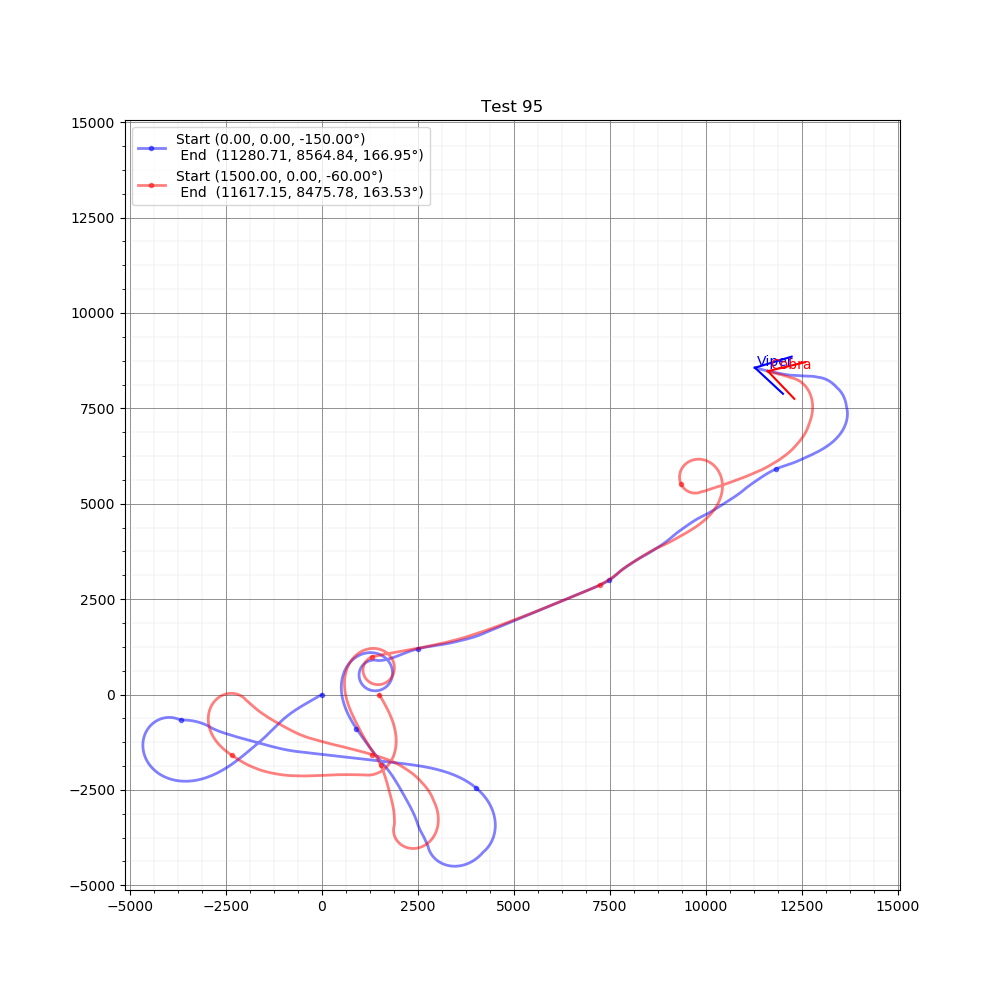 Test 95
Start (0.00, 0.00, -150.00°)
End (11280.71, 8564.84, 166.95°)
Start (1500.00, 0.00, -60.00°)
End (11617.15, 8475.78, 163.53°)
15000
12500
10000
7500
5000
2500
0
−2500
−5000
Viper
Cobra
−5000 −2500 0 2500 5000 7500 10000 12500 15000